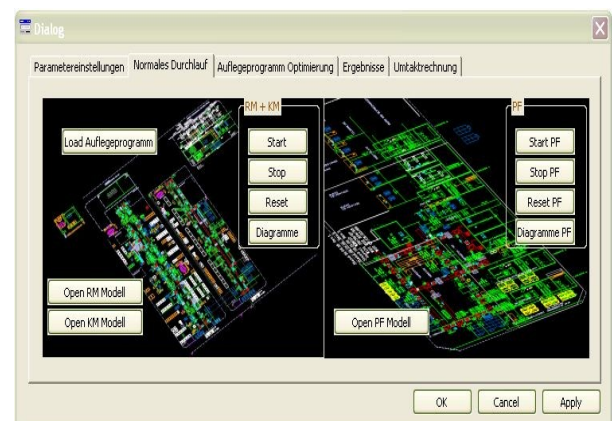 Dialog
Parametereinstellungen Normales Durchlauf Auflegeprogramm Optimierung Ergebnisse Umtaktrechnung
RM + KM
PF
Load Auflegeprogramm
Start
Start PF
Stop
Stop PF
Reset
Reset PF
Diagramme
Diagramme PF
Open RM Modell
Open KM Modell
Open PF Modell
OK Cancel Apply